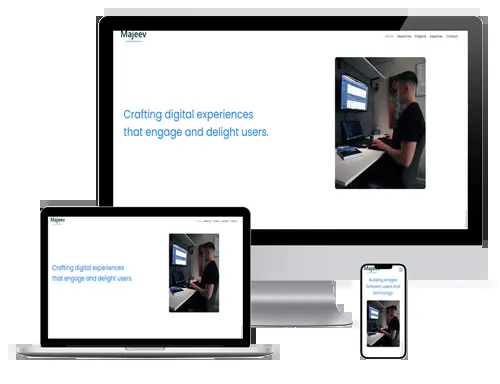 Majeev
Home About Me Projects Expertise Contact
Crafting digital experiences
that engage and delight users.
Majeev
Crafting digital experiences
that engage and delight users.
Majeev
Building bridges
between users and
technology.